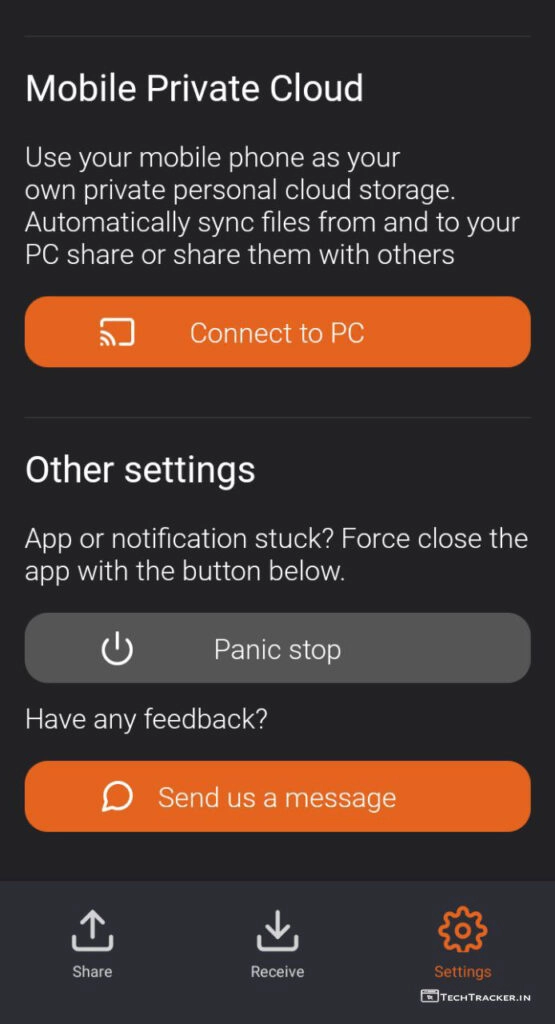 Mobile Private Cloud
Use your mobile phone as your
own private personal cloud storage.
Automatically sync files from and to your
PC share or share them with others
Connect to PC
Other settings
App or notification stuck? Force close the
app with the button below.
Panic stop
Have any feedback?
Send us a message
Share
Receive
Settings
TechTracker.in